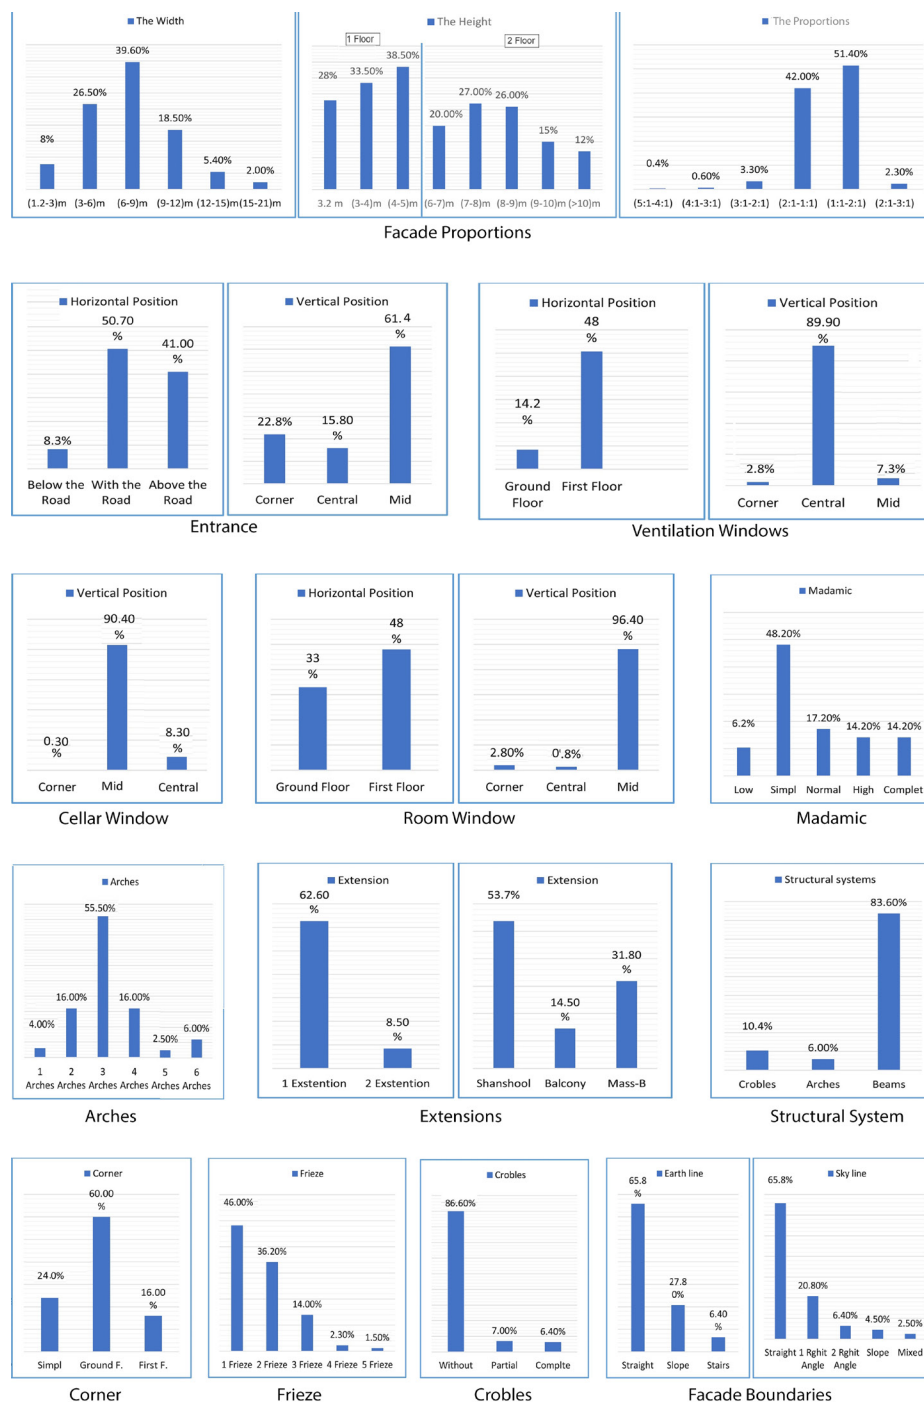 The Width
8%
26.50%
39.60%
18.50%
5.40%
2.00%
(1.2-3)m (3-6)m (6-9)m (9-12)m (12-15)m(15-21)m
The Height
1 Floor
2 Floor
28%
33.50%
38.50%
20.00%
27.00%
26.00%
15%
12%
3.2 m (3-4)m (4-5)m (6-7)m (7-8)m (8-9)m (9-10)m (>10)m
The Proportions
0.4%
0.60%
3.30%
42.00%
51.40%
2.30%
(5:1-4:1) (4:1-3:1) (3:1-2:1) (2:1-1:1) (1:1-2:1) (2:1-3:1)
Facade Proportions
Horizontal Position
8.3%
50.70
%
41.00
%
Below the With the Above the
Road Road Road
Vertical Position
22.8%
15.80
%
61.4
%
Corner Central Mid
Entrance
Horizontal Position
14.2
%
48
%
Ground First Floor
Floor
Vertical Position
2.8%
89.90
%
7.3%
Corner Central Mid
Ventilation Windows
Vertical Position
0.30
%
90.40
%
8.30
%
Corner Mid Central
Cellar Window
Horizontal Position
33
%
48
%
Ground Floor First Floor
Vertical Position
2.80%
0'.8%
96.40
%
Corner Central Mid
Room Window
Madamic
6.2%
48.20%
17.20%
14.20%
14.20%
Low Simpl Normal High Complet
Madamic
Arches
4.00%
16.00%
55.50%
16.00%
2.50%
6.00%
1 2 3 4 5 6
Arches Arches Arches Arches Arches Arches
Arches
Extension
62.60
%
8.50
%
1 Exstention 2 Exstention
Extension
53.7%
14.50
%
31.80
%
Shanshool Balcony Mass-B
Extensions
Structural systems
10.4%
6.00%
83.60%
Crobles Arches Beams
Structural System
Corner
24.0%
60.00
%
16.00
%
Simpl Ground F. First F.
Corner
Frieze
46.00%
36.20%
14.00%
2.30%
1.50%
1 Frieze 2 Frieze 3 Frieze 4 Frieze 5 Frieze
Frieze
Crobles
86.60%
7.00%
6.40%
Without Partial Complte
Crobles
Earth line
65.8
%
27.8
0%
6.40
%
Straight Slope Stairs
Sky line
65.8%
20.80%
6.40%
4.50%
2.50%
Straight 1 Rghit 2 Rghit Slope Mixed
Angle Angle
Facade Boundaries